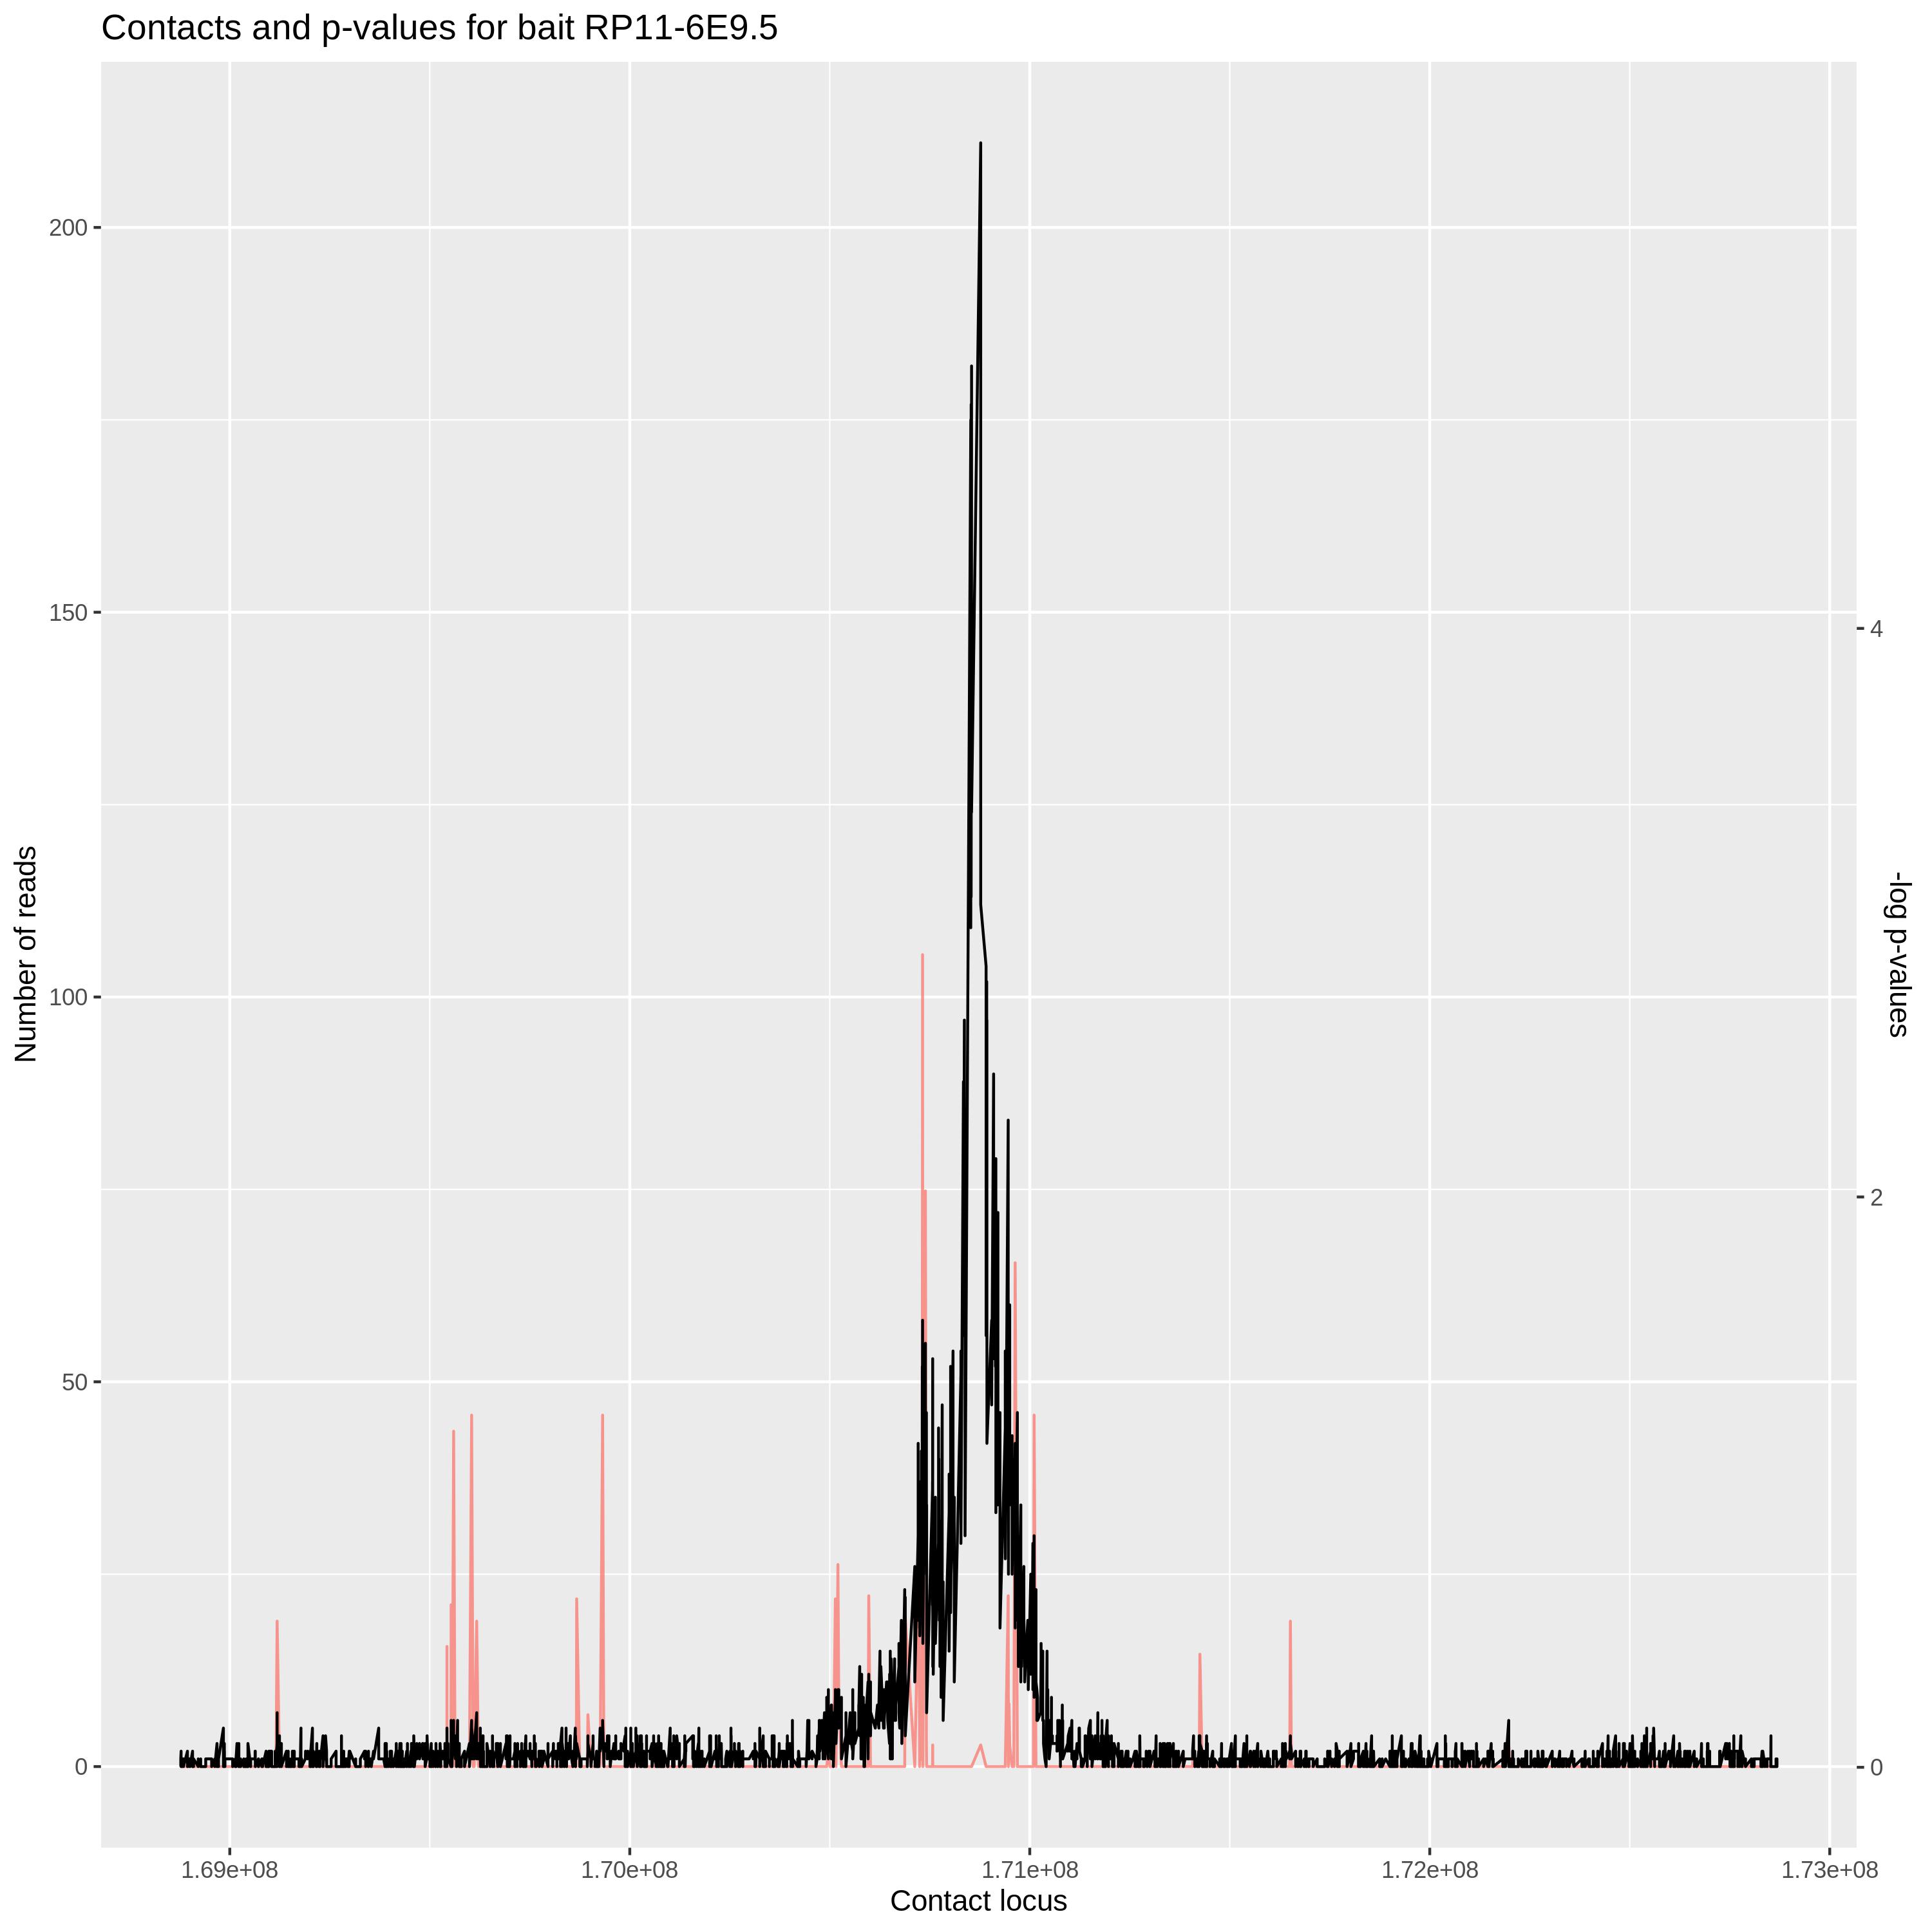 Contacts and p-values for bait RP11-6E9.5
Number of reads
200
150
100
50
0
4
2
0
-log p-values
1.69e+08
1.70e+08
1.71e+08
1.72e+08
1.73e+08
Contact locus